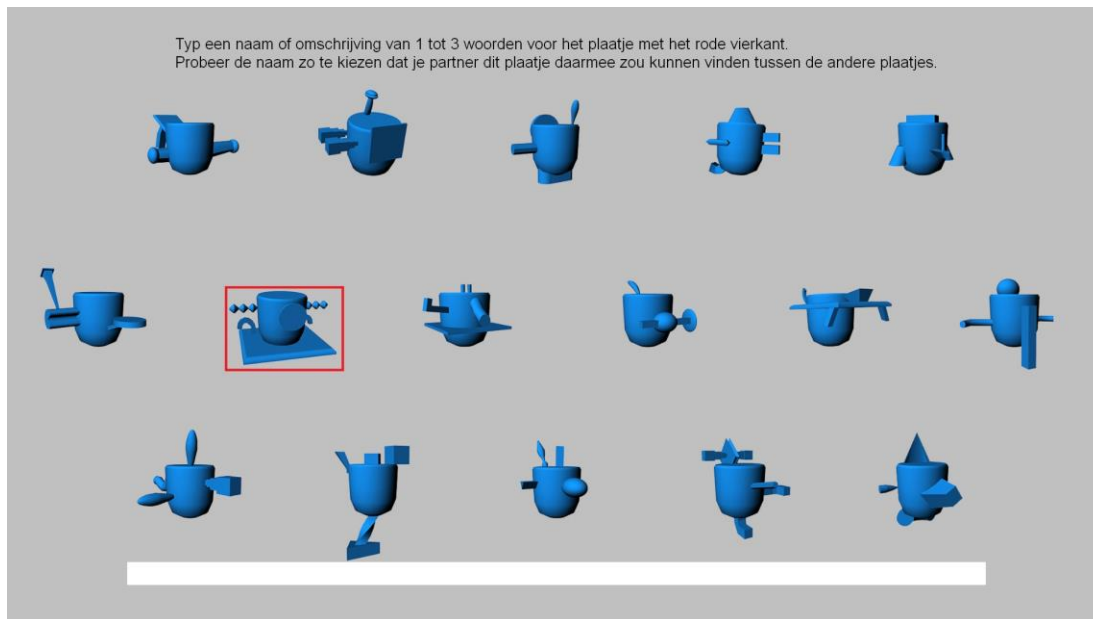 Typ een naam of omschrijving van 1 tot 3 woorden voor het plaatje met het rode vierkant.
Probeer de naam zo te kiezen dat je partner dit plaatje daarmee zou kunnen vinden tussen de andere plaatjes.